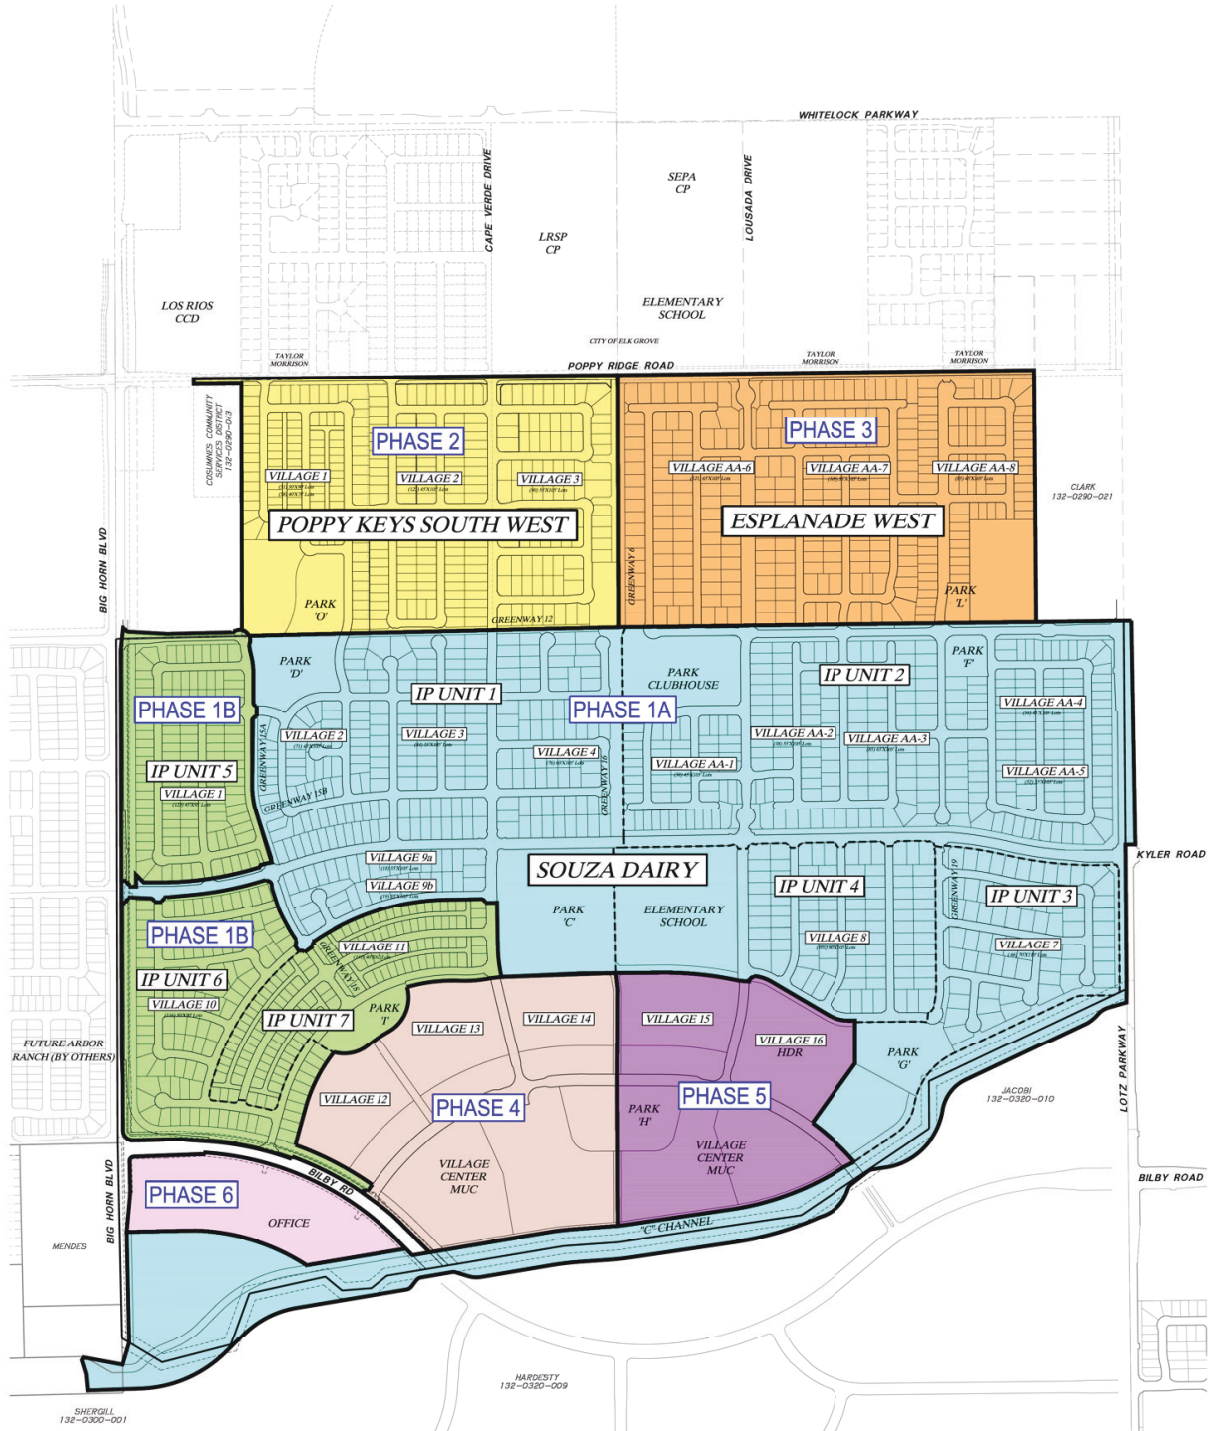 WHITELOCK PARKWAY
CAPE VERDE DRIVE
LOUSADA DRIVE
SEPA
CP
LRSP
CP
LOS RIOS
CCD
ELEMENTARY
SCHOOL
CITY OF ELK GROVE
TAYLOR
MORRISON
POPPY RIDGE ROAD
TAYLOR
MORRISON
TAYLOR
MORRISON
COSUMNES COMMUNITY
SERVICES DISTRICT
PHASE 2
PHASE 3
VILLAGE 1
VILLAGE 2
VILLAGE 3
VILLAGE AA-6
VILLAGE AA-7
VILLAGE AA-8
CLARK
132-0290-021
POPPY KEYS SOUTH WEST
ESPLANADE WEST
BIG HORN BLVD
GREENWAY 6
PARK
'O'
PARK
'L'
GREENWAY 12
PARK
'D'
PARK
CLUBHOUSE
PARK
'F'
IP UNIT 1
IP UNIT 2
PHASE 1B
PHASE 1A
VILLAGE AA-4
VILLAGE 2
VILLAGE 3
VILLAGE 4
VILLAGE AA-2
VILLAGE AA-3
VILLAGE AA-1
VILLAGE AA-5
GREENWAY 15A
GREENWAY 16
IP UNIT 5
VILLAGE 1
GREENWAY 15B
KYLER ROAD
VILLAGE 9a
VILLAGE 9b
SOUZA DAIRY
IP UNIT 4
GREENWAY 19
IP UNIT 3
PARK
'C'
ELEMENTARY
SCHOOL
PHASE 1B
VILLAGE 11
VILLAGE 8
VILLAGE 7
GREENWAY 18
IP UNIT 6
VILLAGE 10
IP UNIT 7
PARK
'I'
VILLAGE 13
VILLAGE 14
VILLAGE 15
VILLAGE 16
HDR
FUTURE ARBOR
RANCH (BY OTHERS)
PARK
'G'
LOTZ PARKWAY
JACOBI
132-0320-010
VILLAGE 12
PHASE 4
PHASE 5
PARK
'H'
VILLAGE
CENTER
MUC
VILLAGE
CENTER
MUC
BILBY RD
BILBY ROAD
BIG HORN BLVD
PHASE 6
OFFICE
"C" CHANNEL
MENDES
HARDESTY
132-0320-009
SHERGILL
132-0300-001